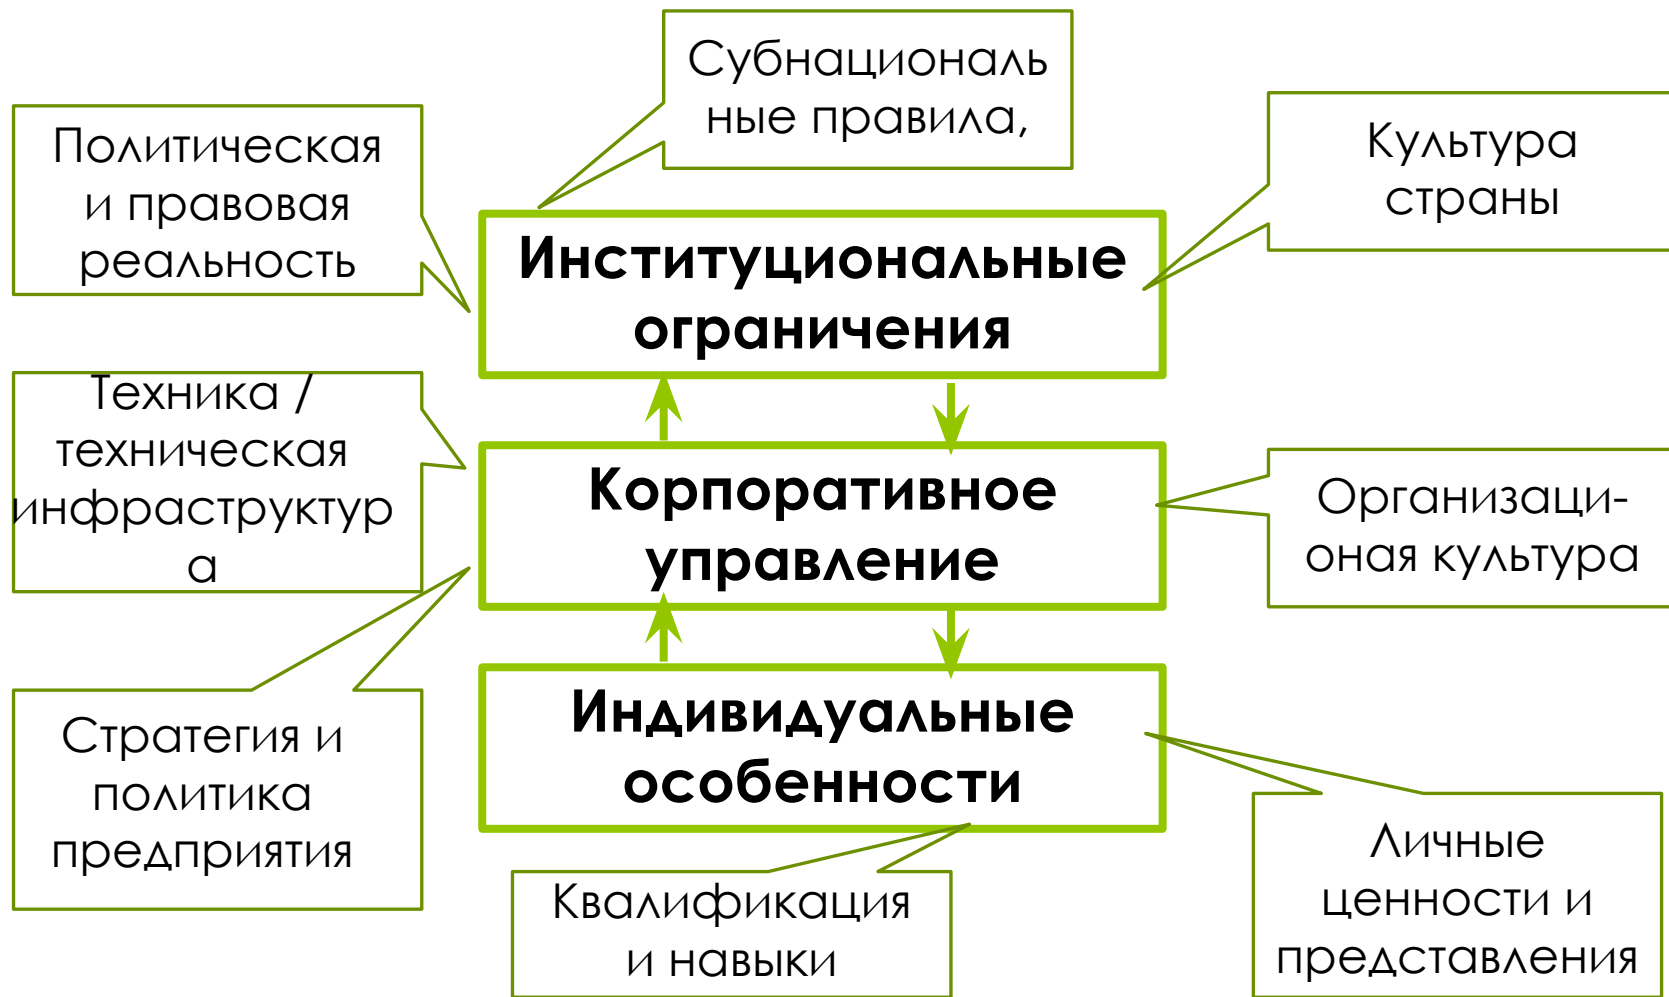 Субнациональ
ные правила,
Политическая
и правовая
реальность
Культура
страны
Институциональные
ограничения
Техника /
техническая
инфраструктур
а
Корпоративное
управление
Организаци-
оная культура
Стратегия и
политика
предприятия
Индивидуальные
особенности
Квалификация
и навыки
Личные
ценности и
представления